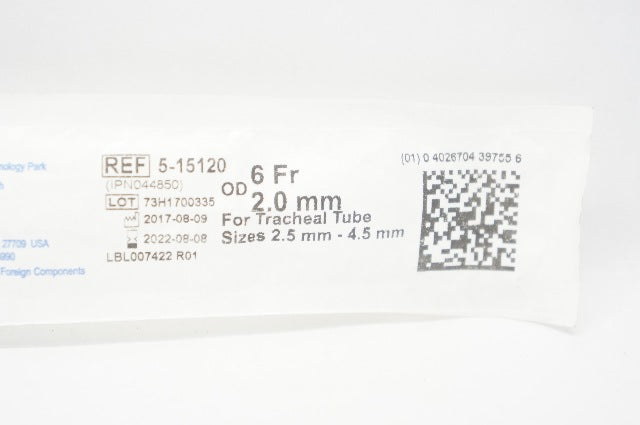 nology Park
27709 USA
990
Foreign Components
REF 5-15120
(IPN044850)
LOT 73H1700335
2017-08-09
2022-08-08
LBL007422 R01
OD 6 Fr
2.0 mm
For Tracheal Tube
Sizes 2.5 mm - 4.5 mm
(01) 0 4026704 39755 6